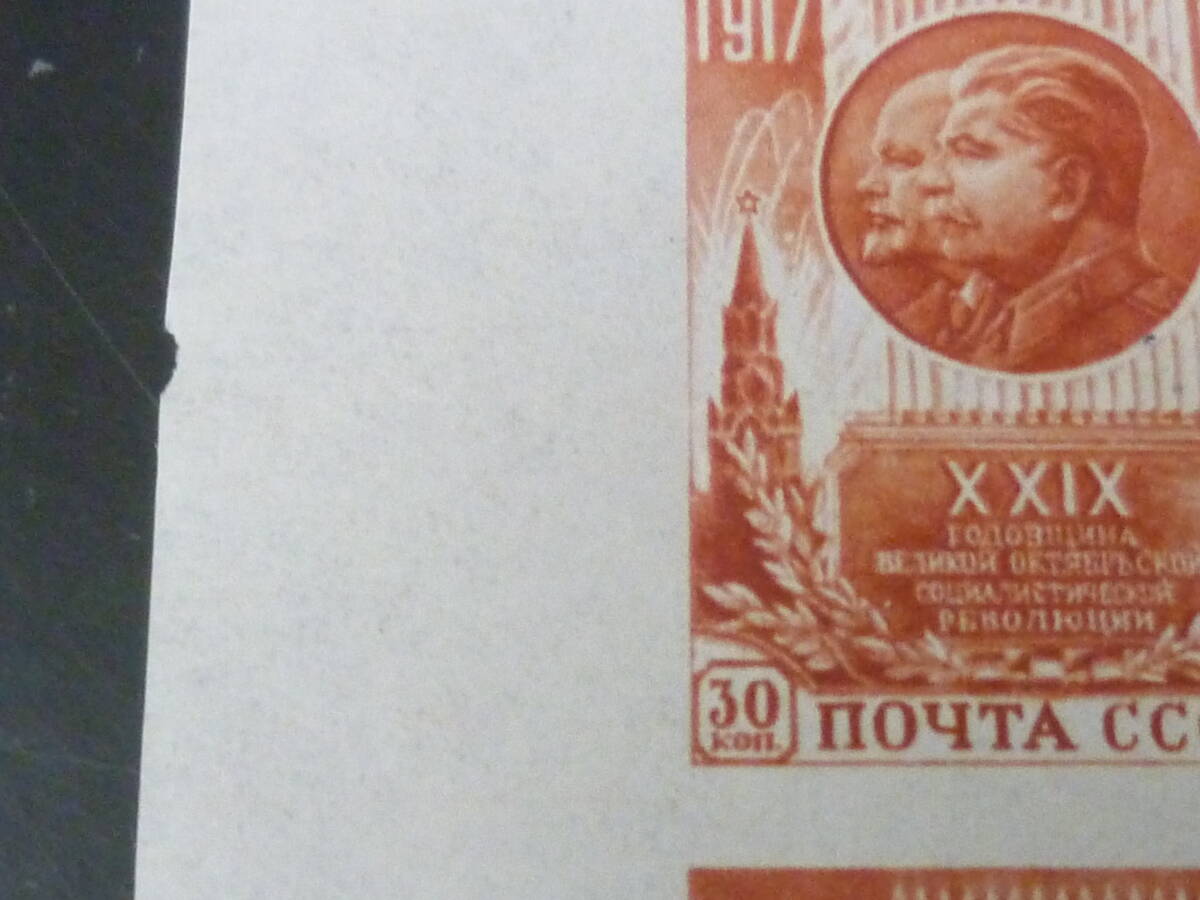 1917
XXIX
ГОДОВЩИНА
ВЕЛИКОЙ ОКТЯБРЬСКОЙ
СОЦИАЛИСТИЧЕСКОЙ
РЕВОЛЮЦИИ
30
КОП.
ПОЧТА СС